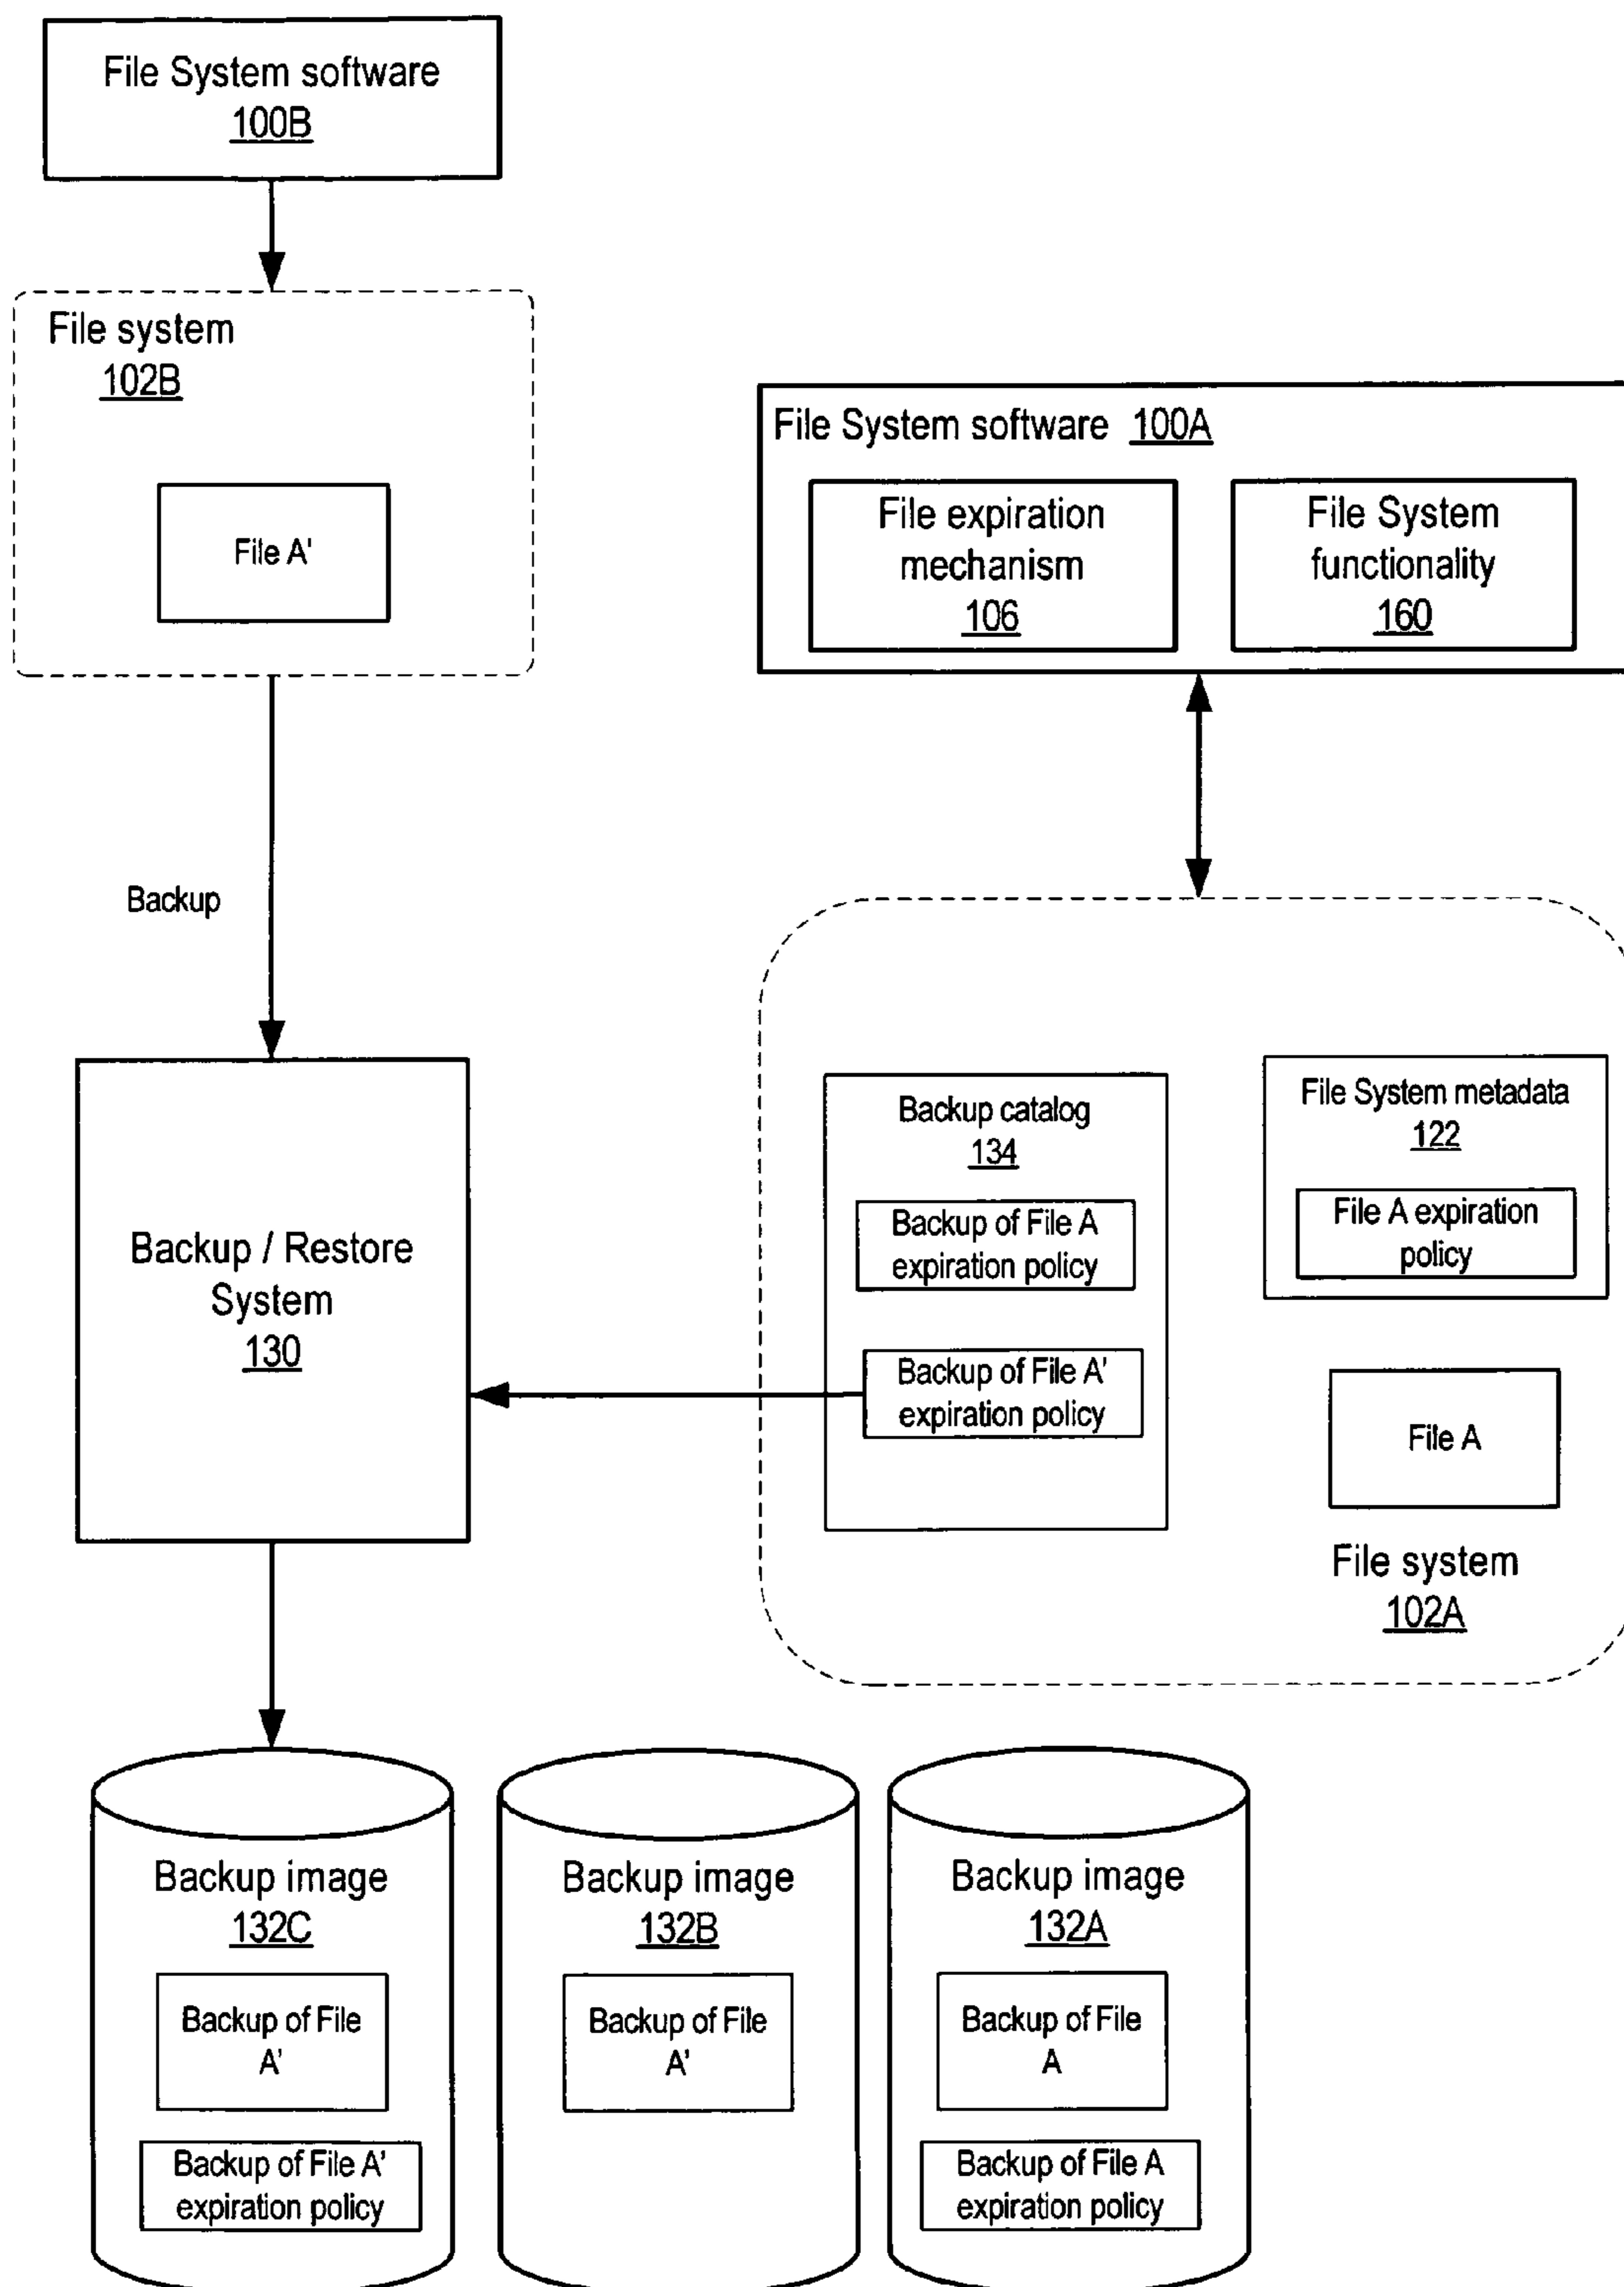 File System software
100B
File system
102B
File A'
File System software 100A
File expiration
mechanism
106
File System
functionality
160
Backup
Backup / Restore
System
130
Backup catalog
134
Backup of File A
expiration policy
Backup of File A'
expiration policy
File System metadata
122
File A expiration
policy
File A
File system
102A
Backup image
132C
Backup of File
A'
Backup of File A'
expiration policy
Backup image
132B
Backup of File
A'
Backup image
132A
Backup of File
A
Backup of File A
expiration policy